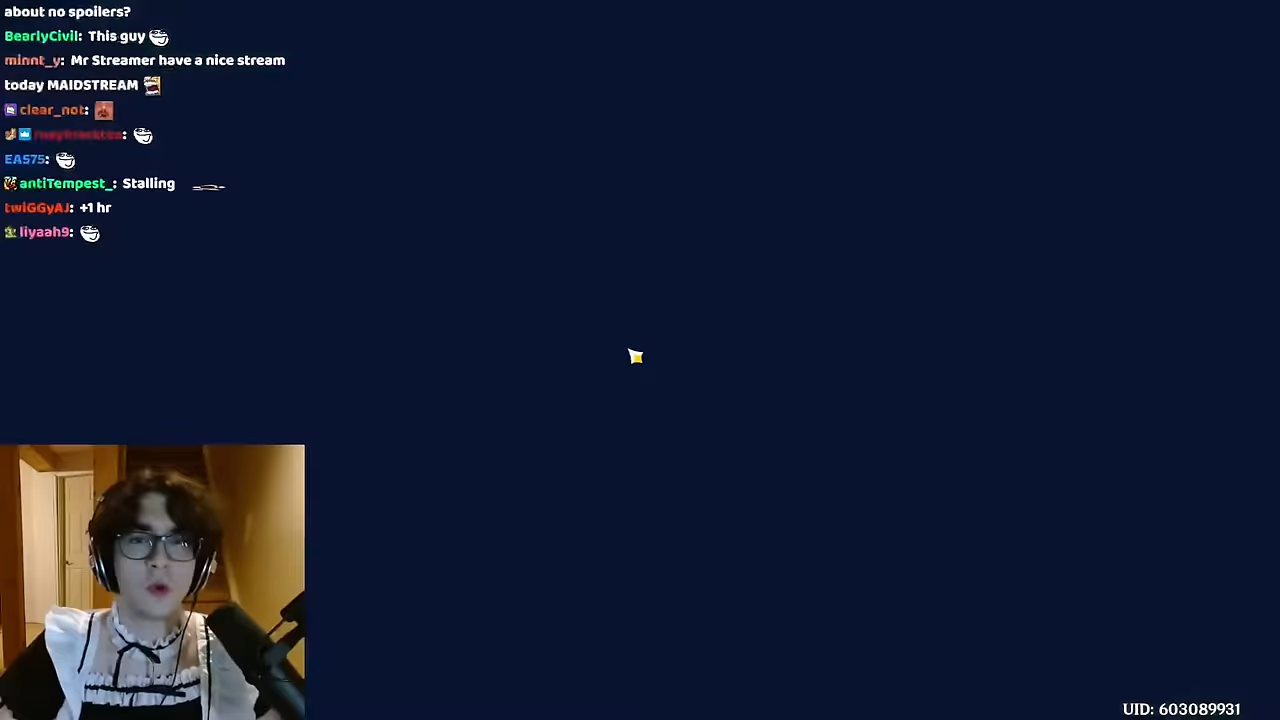 about no spoilers?
BearlyCivil: This guy
minnt_y: Mr Streamer have a nice stream
today MAIDSTREAM
clear_not:
:
EA575:
antiTempest_: Stalling
twiGGyAJ: +1 hr
liyaah9:
UID: 603089931